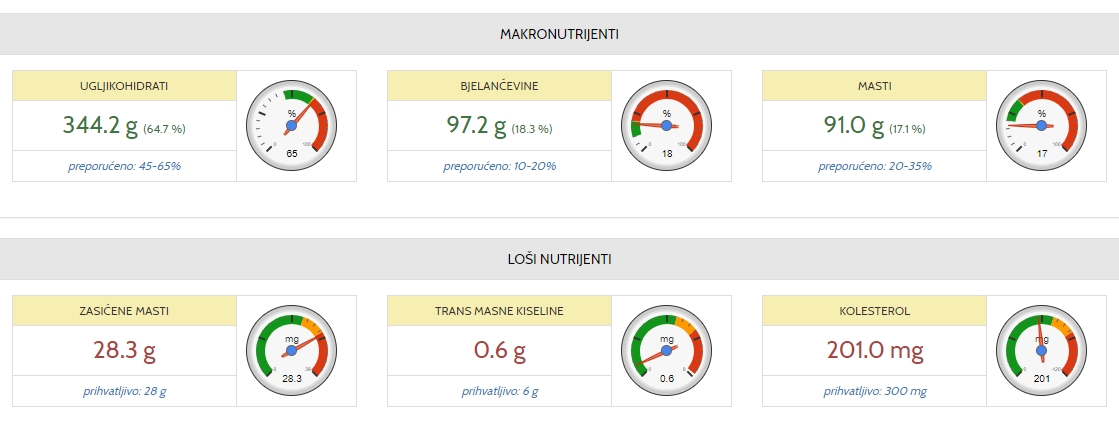 MAKRONUTRIJENTI
UGLJIKOHIDRATI
344.2 g (64.7 %)
preporučeno: 45-65%
%
0 100
65
BJELANČEVINE
97.2 g (18.3 %)
preporučeno: 10-20%
%
0 100
18
MASTI
91.0 g (17.1 %)
preporučeno: 20-35%
%
0 100
17
LOŠI NUTRIJENTI
ZASIĆENE MASTI
28.3 g
prihvatljivo: 28 g
mg
0
28.3
TRANS MASNE KISELINE
0.6 g
prihvatljivo: 6 g
mg
0.6
KOLESTEROL
201.0 mg
prihvatljivo: 300 mg
mg
0 420
201